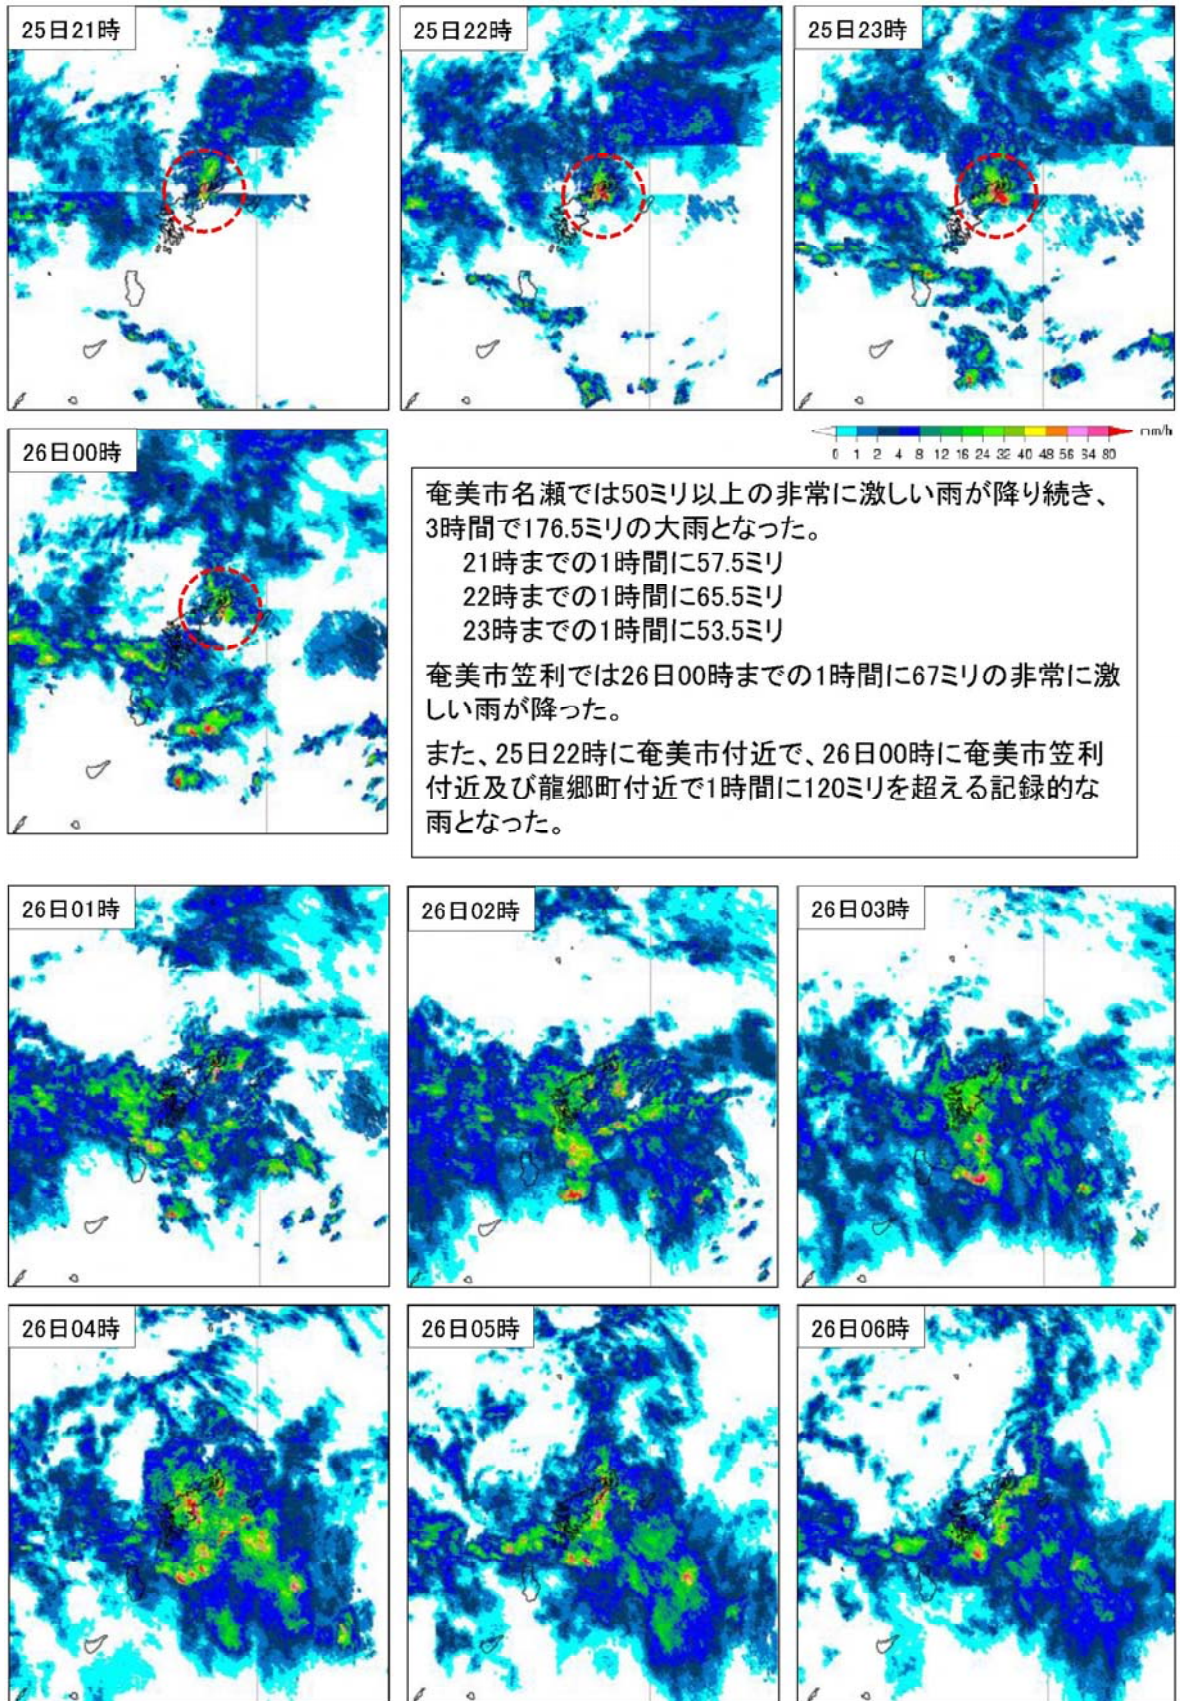 25日21時
25日22時
25日23時
26日00時
mm/h
0 1 2 4 8 12 16 24 32 40 48 56 64 80
奄美市名瀬では50ミリ以上の非常に激しい雨が降り続き、
3時間で176.5ミリの大雨となった。
21時までの1時間に57.5ミリ
22時までの1時間に65.5ミリ
23時までの1時間に53.5ミリ
奄美市笠利では26日00時までの1時間に67ミリの非常に激
しい雨が降った。
また、25日22時に奄美市付近で、26日00時に奄美市笠利
付近及び龍郷町付近で1時間に120ミリを超える記録的な
雨となった。
26日01時
26日02時
26日03時
26日04時
26日05時
26日06時